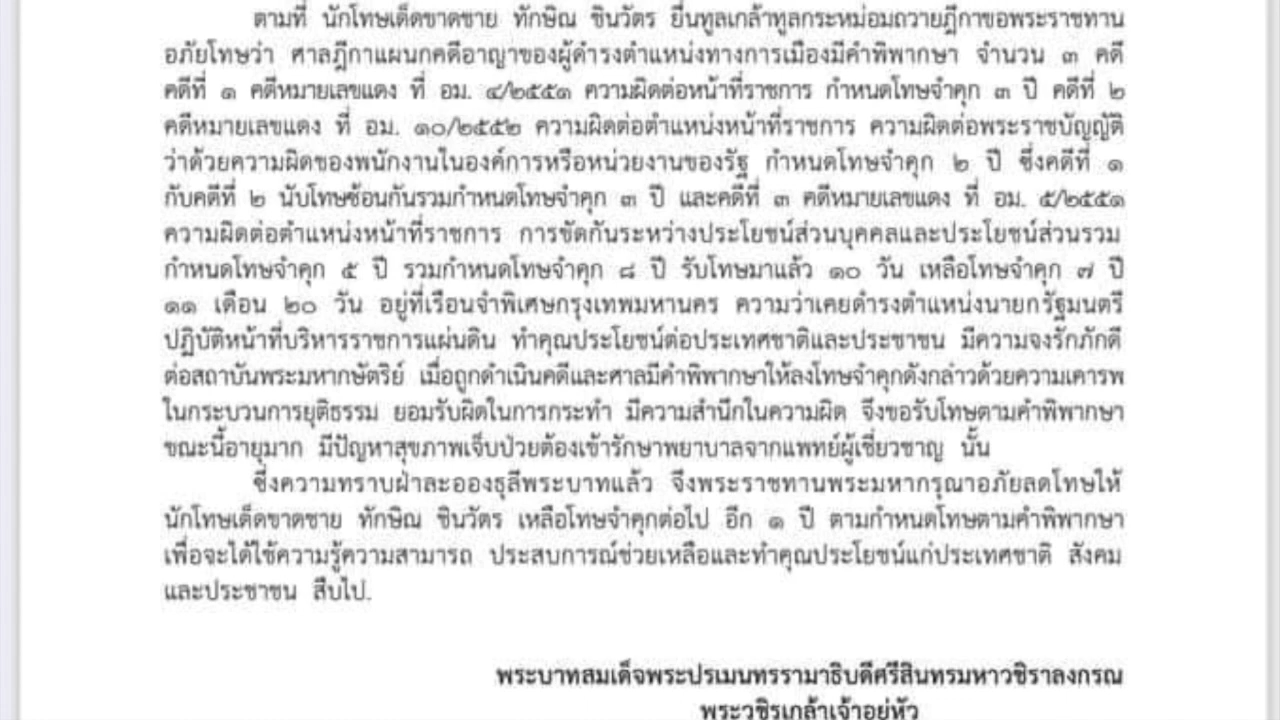 ตามที่ นักโทษเด็ดขาดชาย ทักษิณ ชินวัตร ยื่นทูลเกล้าทูลกระหม่อมถวายฎีกาขอพระราชทาน
อภัยโทษว่า ศาลฎีกาแผนกคดีอาญาของผู้ดำรงตำแหน่งทางการเมืองมีคำพิพากษา จำนวน ๓ คดี
คดีที่ ๑ คดีหมายเลขแดง ที่ อม. ๔/๒๕๕๑ ความผิดต่อหน้าที่ราชการ กำหนดโทษจำคุก ๓ ปี คดีที่ ๒
คดีหมายเลขแดง ที่ อม. ๑๐/๒๕๕๒ ความผิดต่อตำแหน่งหน้าที่ราชการ ความผิดต่อพระราชบัญญัติ
ว่าด้วยความผิดของพนักงานในองค์การหรือหน่วยงานของรัฐ กำหนดโทษจำคุก ๒ ปี ซึ่งคดีที่ ๑
กับคดีที่ ๒ นับโทษซ้อนกันรวมกำหนดโทษจำคุก ๓ ปี และคดีที่ ๓ คดีหมายเลขแดง ที่ อม. ๕/๒๕๕๑
ความผิดต่อตำแหน่งหน้าที่ราชการ การขัดกันระหว่างประโยชน์ส่วนบุคคลและประโยชน์ส่วนรวม
กำหนดโทษจำคุก ๕ ปี รวมกำหนดโทษจำคุก ๘ ปี รับโทษมาแล้ว ๑๐ วัน เหลือโทษจำคุก ๗ ปี
๑๑ เดือน ๒๐ วัน อยู่ที่เรือนจำพิเศษกรุงเทพมหานคร ความว่าเคยดำรงตำแหน่งนายกรัฐมนตรี
ปฏิบัติหน้าที่บริหารราชการแผ่นดิน ทำคุณประโยชน์ต่อประเทศชาติและประชาชน มีความจงรักภักดี
ต่อสถาบันพระมหากษัตริย์ เมื่อถูกดำเนินคดีและศาลมีคำพิพากษาให้ลงโทษจำคุกดังกล่าวด้วยความเคารพ
ในกระบวนการยุติธรรม ยอมรับผิดในการกระทำ มีความสำนึกในความผิด จึงขอรับโทษตามคำพิพากษา
ขณะนี้อายุมาก มีปัญหาสุขภาพเจ็บป่วยต้องเข้ารักษาพยาบาลจากแพทย์ผู้เชี่ยวชาญ นั้น
ซึ่งความทราบฝ่าละอองธุลีพระบาทแล้ว จึงพระราชทานพระมหากรุณาอภัยลดโทษให้
นักโทษเด็ดขาดชาย ทักษิณ ชินวัตร เหลือโทษจำคุกต่อไป อีก ๑ ปี ตามกำหนดโทษตามคำพิพากษา
เพื่อจะได้ใช้ความรู้ความสามารถ ประสบการณ์ช่วยเหลือและทำคุณประโยชน์แก่ประเทศชาติ สังคม
และประชาชน สืบไป.
พระบาทสมเด็จพระปรเมนทรรามาธิบดีศรีสินทรมหาวชิราลงกรณ
พระวชิรเกล้าเจ้าอยู่หัว